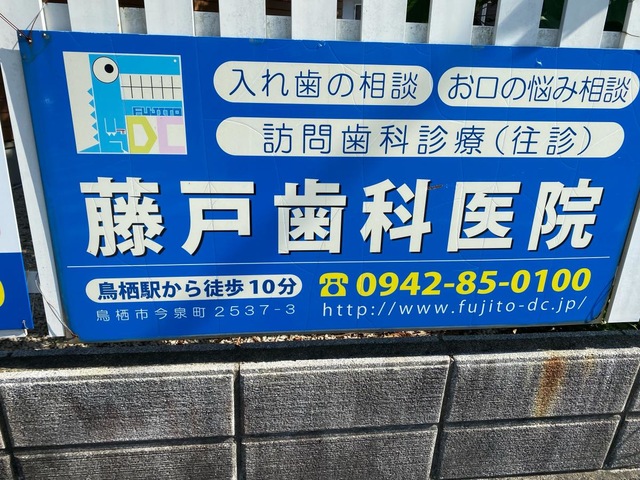 入れ歯の相談 お口の悩み相談
訪問歯科診療(往診)
FUJITO
DC
藤戸歯科医院
鳥栖駅から徒歩10分
☎0942-85-0100
鳥栖市今泉町2537-3
http://www.fujito-dc.jp/